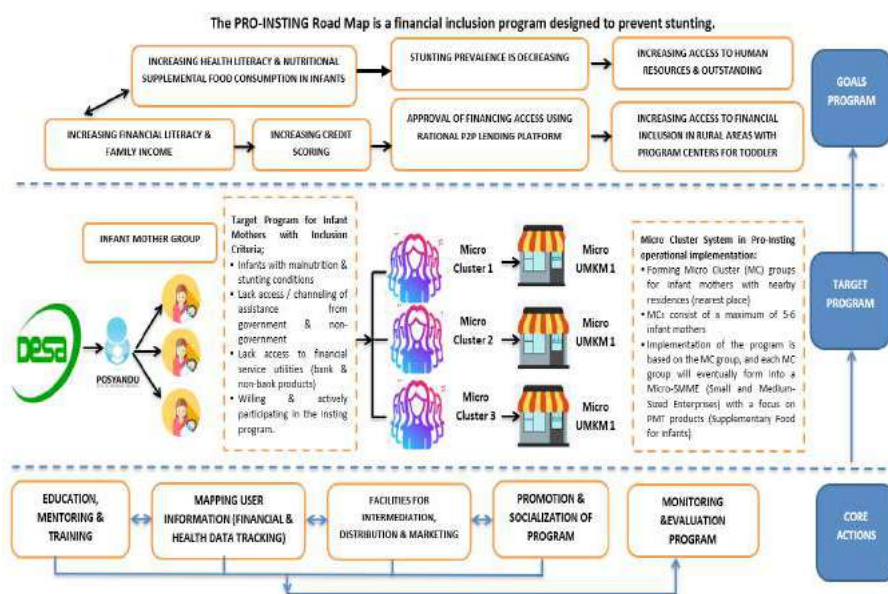 The PRO-INSTING Road Map is a financial inclusion program designed to prevent stunting.
INCREASING HEALTH LITERACY & NUTRITIONAL
SUPPLEMENTAL FOOD CONSUMPTION IN INFANTS
STUNTING PREVALENCE IS DECREASING
INCREASING ACCESS TO HUMAN
RESOURCES & OUTSTANDING
GOALS
PROGRAM
INCREASING FINANCIAL LITERACY &
FAMILY INCOME
INCREASING CREDIT
SCORING
APPROVAL OF FINANCING ACCESS USING
RATIONAL P2P LENDING PLATFORM
INCREASING ACCESS TO FINANCIAL
INCLUSION IN RURAL AREAS WITH
PROGRAM CENTERS FOR TODDLER
INFANT MOTHER GROUP
DESA
POSYANDU
Target Program for Infant
Mothers with Inclusion
Criteria;
• Infants with malnutrition &
stunting conditions
• Lack access / channeling of
assistance from
government & non-
government
• Lack access to financial
service utilities (bank &
non-bank products)
• Willing & actively
participating in the Insting
program.
Micro
Cluster 1
Micro
UMKM 1
Micro
Cluster 2
Micro
UMKM 1
Micro
Cluster 3
Micro
UMKM 1
Micro Cluster System in Pro-Insting
operational implementation:
• Forming Micro Cluster (MC) groups
for infant mothers with nearby
residences (nearest place)
• MCs consist of a maximum of 5-6
infant mothers
• Implementation of the program is
based on the MC group, and each MC
group will eventually form into a
Micro-SMME (Small and Medium-
Sized Enterprises) with a focus on
PMT products (Supplementary Food
for Infants)
TARGET
PROGRAM
EDUCATION,
MENTORING &
TRAINING
MAPPING USER
INFORMATION (FINANCIAL &
HEALTH DATA TRACKING)
FACILITIES FOR
INTERMEDIATION,
DISTRIBUTION & MARKETING
PROMOTION &
SOCIALIZATION OF
PROGRAM
MONITORING
&EVALUATION
PROGRAM
CORE
ACTIONS